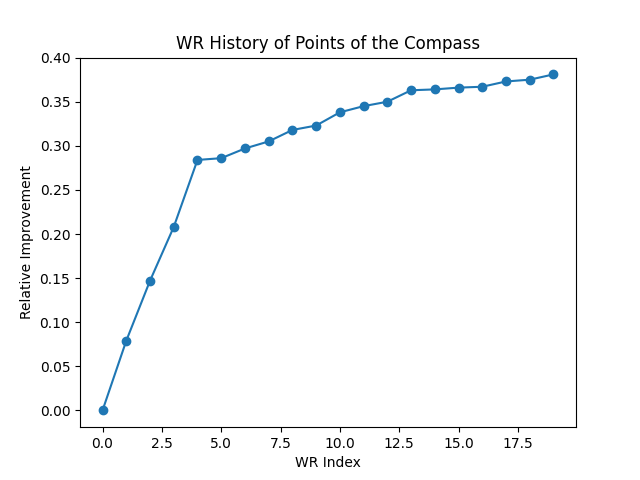 WR History of Points of the Compass
0.40
0.35
0.30
0.25
0.20
0.15
0.10
0.05
0.00
Relative Improvement
0.0 2.5 5.0 7.5 10.0 12.5 15.0 17.5
WR Index